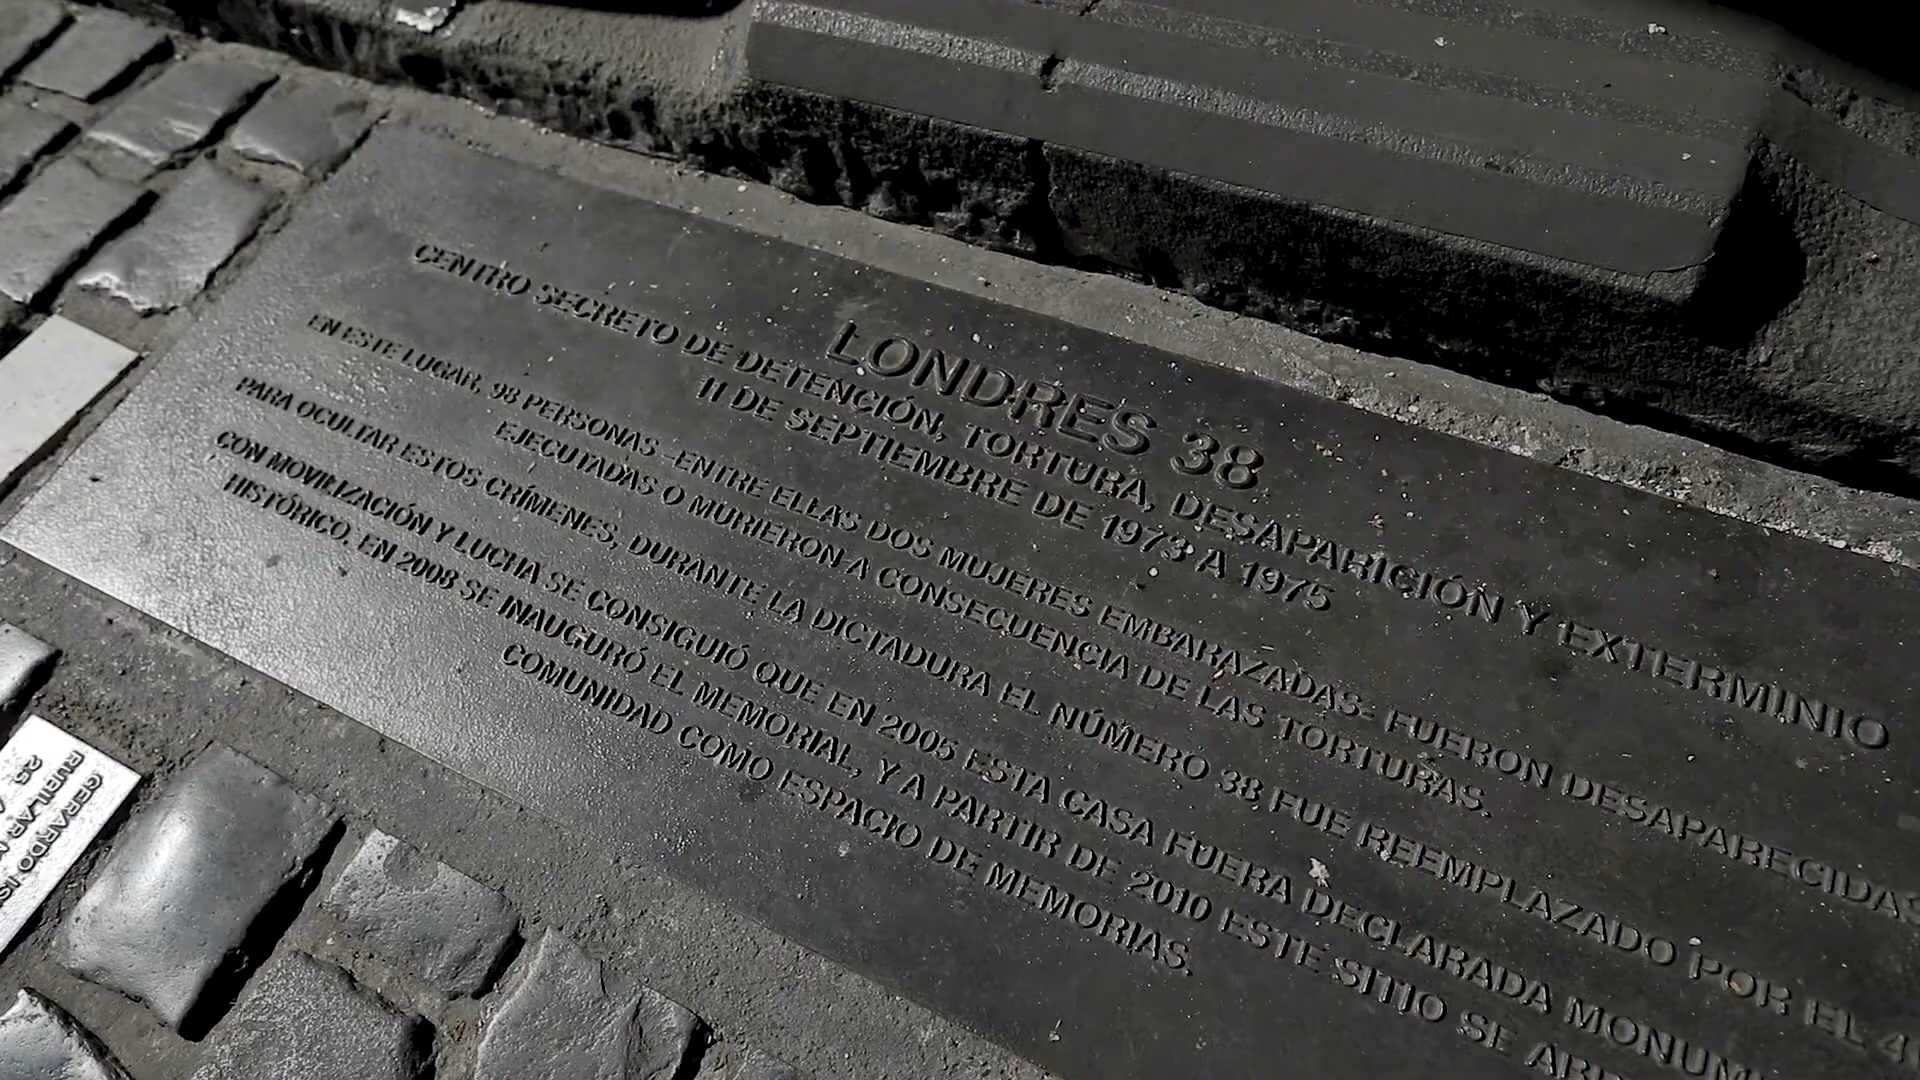 LONDRES 38
CENTRO SECRETO DE DETENCIÓN, TORTURA, DESAPARICIÓN Y EXTERMINIO
11 DE SEPTIEMBRE DE 1973 A 1975
EN ESTE LUGAR, 98 PERSONAS -ENTRE ELLAS DOS MUJERES EMBARAZADAS- FUERON DESAPARECIDAS
EJECUTADAS O MURIERON A CONSECUENCIA DE LAS TORTURAS.
PARA OCULTAR ESTOS CRÍMENES, DURANTE LA DICTADURA EL NÚMERO 38 FUE REEMPLAZADO POR EL
CON MOVILIZACIÓN Y LUCHA SE CONSIGUIÓ QUE EN 2005 ESTA CASA FUERA DECLARADA
HISTÓRICO. EN 2008 SE INAUGURÓ EL MEMORIAL, Y A PARTIR DE 2010 ESTE SITIO SE
COMUNIDAD COMO ESPACIO DE MEMORIAS.
GERARDO
RUBILAR